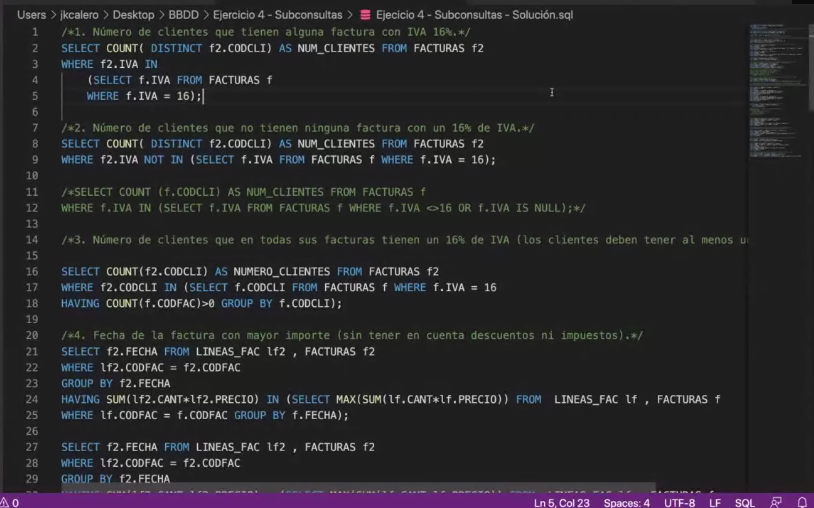 Users > jkcalero > Desktop > BBDD > Ejercicio 4 - Subconsultas > Ejecicio 4 - Subconsultas - Solución.sql
1 /*1. Número de clientes que tienen alguna factura con IVA 16%.*/
2 SELECT COUNT( DISTINCT f2.CODCLI) AS NUM_CLIENTES FROM FACTURAS f2
3 WHERE f2.IVA IN
4 (SELECT f.IVA FROM FACTURAS f
5 WHERE f.IVA = 16);
6
7 /*2. Número de clientes que no tienen ninguna factura con un 16% de IVA.*/
8 SELECT COUNT( DISTINCT f2.CODCLI) AS NUM_CLIENTES FROM FACTURAS f2
9 WHERE f2.IVA NOT IN (SELECT f.IVA FROM FACTURAS f WHERE f.IVA = 16);
10
11 /*SELECT COUNT (f.CODCLI) AS NUM_CLIENTES FROM FACTURAS f
12 WHERE f.IVA IN (SELECT f.IVA FROM FACTURAS f WHERE f.IVA <>16 OR f.IVA IS NULL);*/
13
14 /*3. Número de clientes que en todas sus facturas tienen un 16% de IVA (los clientes deben tener al menos u
15
16 SELECT COUNT(f2.CODCLI) AS NUMERO_CLIENTES FROM FACTURAS f2
17 WHERE f2.CODCLI IN (SELECT f.CODCLI FROM FACTURAS f WHERE f.IVA = 16
18 HAVING COUNT(f.CODFAC)>0 GROUP BY f.CODCLI);
19
20 /*4. Fecha de la factura con mayor importe (sin tener en cuenta descuentos ni impuestos).*/
21 SELECT f2.FECHA FROM LINEAS_FAC lf2 , FACTURAS f2
22 WHERE lf2.CODFAC = f2.CODFAC
23 GROUP BY f2.FECHA
24 HAVING SUM(lf2.CANT*lf2.PRECIO) IN (SELECT MAX(SUM(lf.CANT*lf.PRECIO)) FROM LINEAS_FAC lf , FACTURAS f
25 WHERE lf.CODFAC = f.CODFAC GROUP BY f.FECHA);
26
27 SELECT f2.FECHA FROM LINEAS_FAC lf2 , FACTURAS f2
28 WHERE lf2.CODFAC = f2.CODFAC
29 GROUP BY f2.FECHA
0 Ln 5, Col 23 Spaces: 4 UTF-8 LF SQL